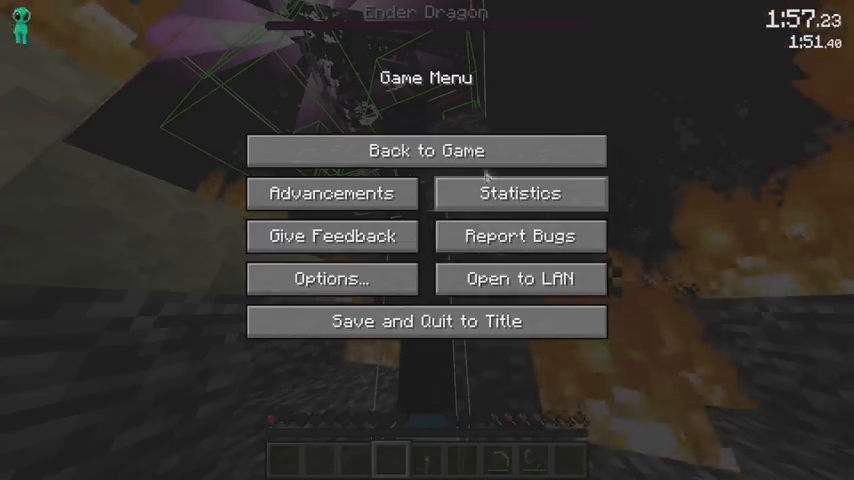 Ender Dragon
1:57.23
1:51.40
Game Menu
Back to Game
Advancements
Statistics
Give Feedback
Report Bugs
Options...
Open to LAN
Save and Quit to Title